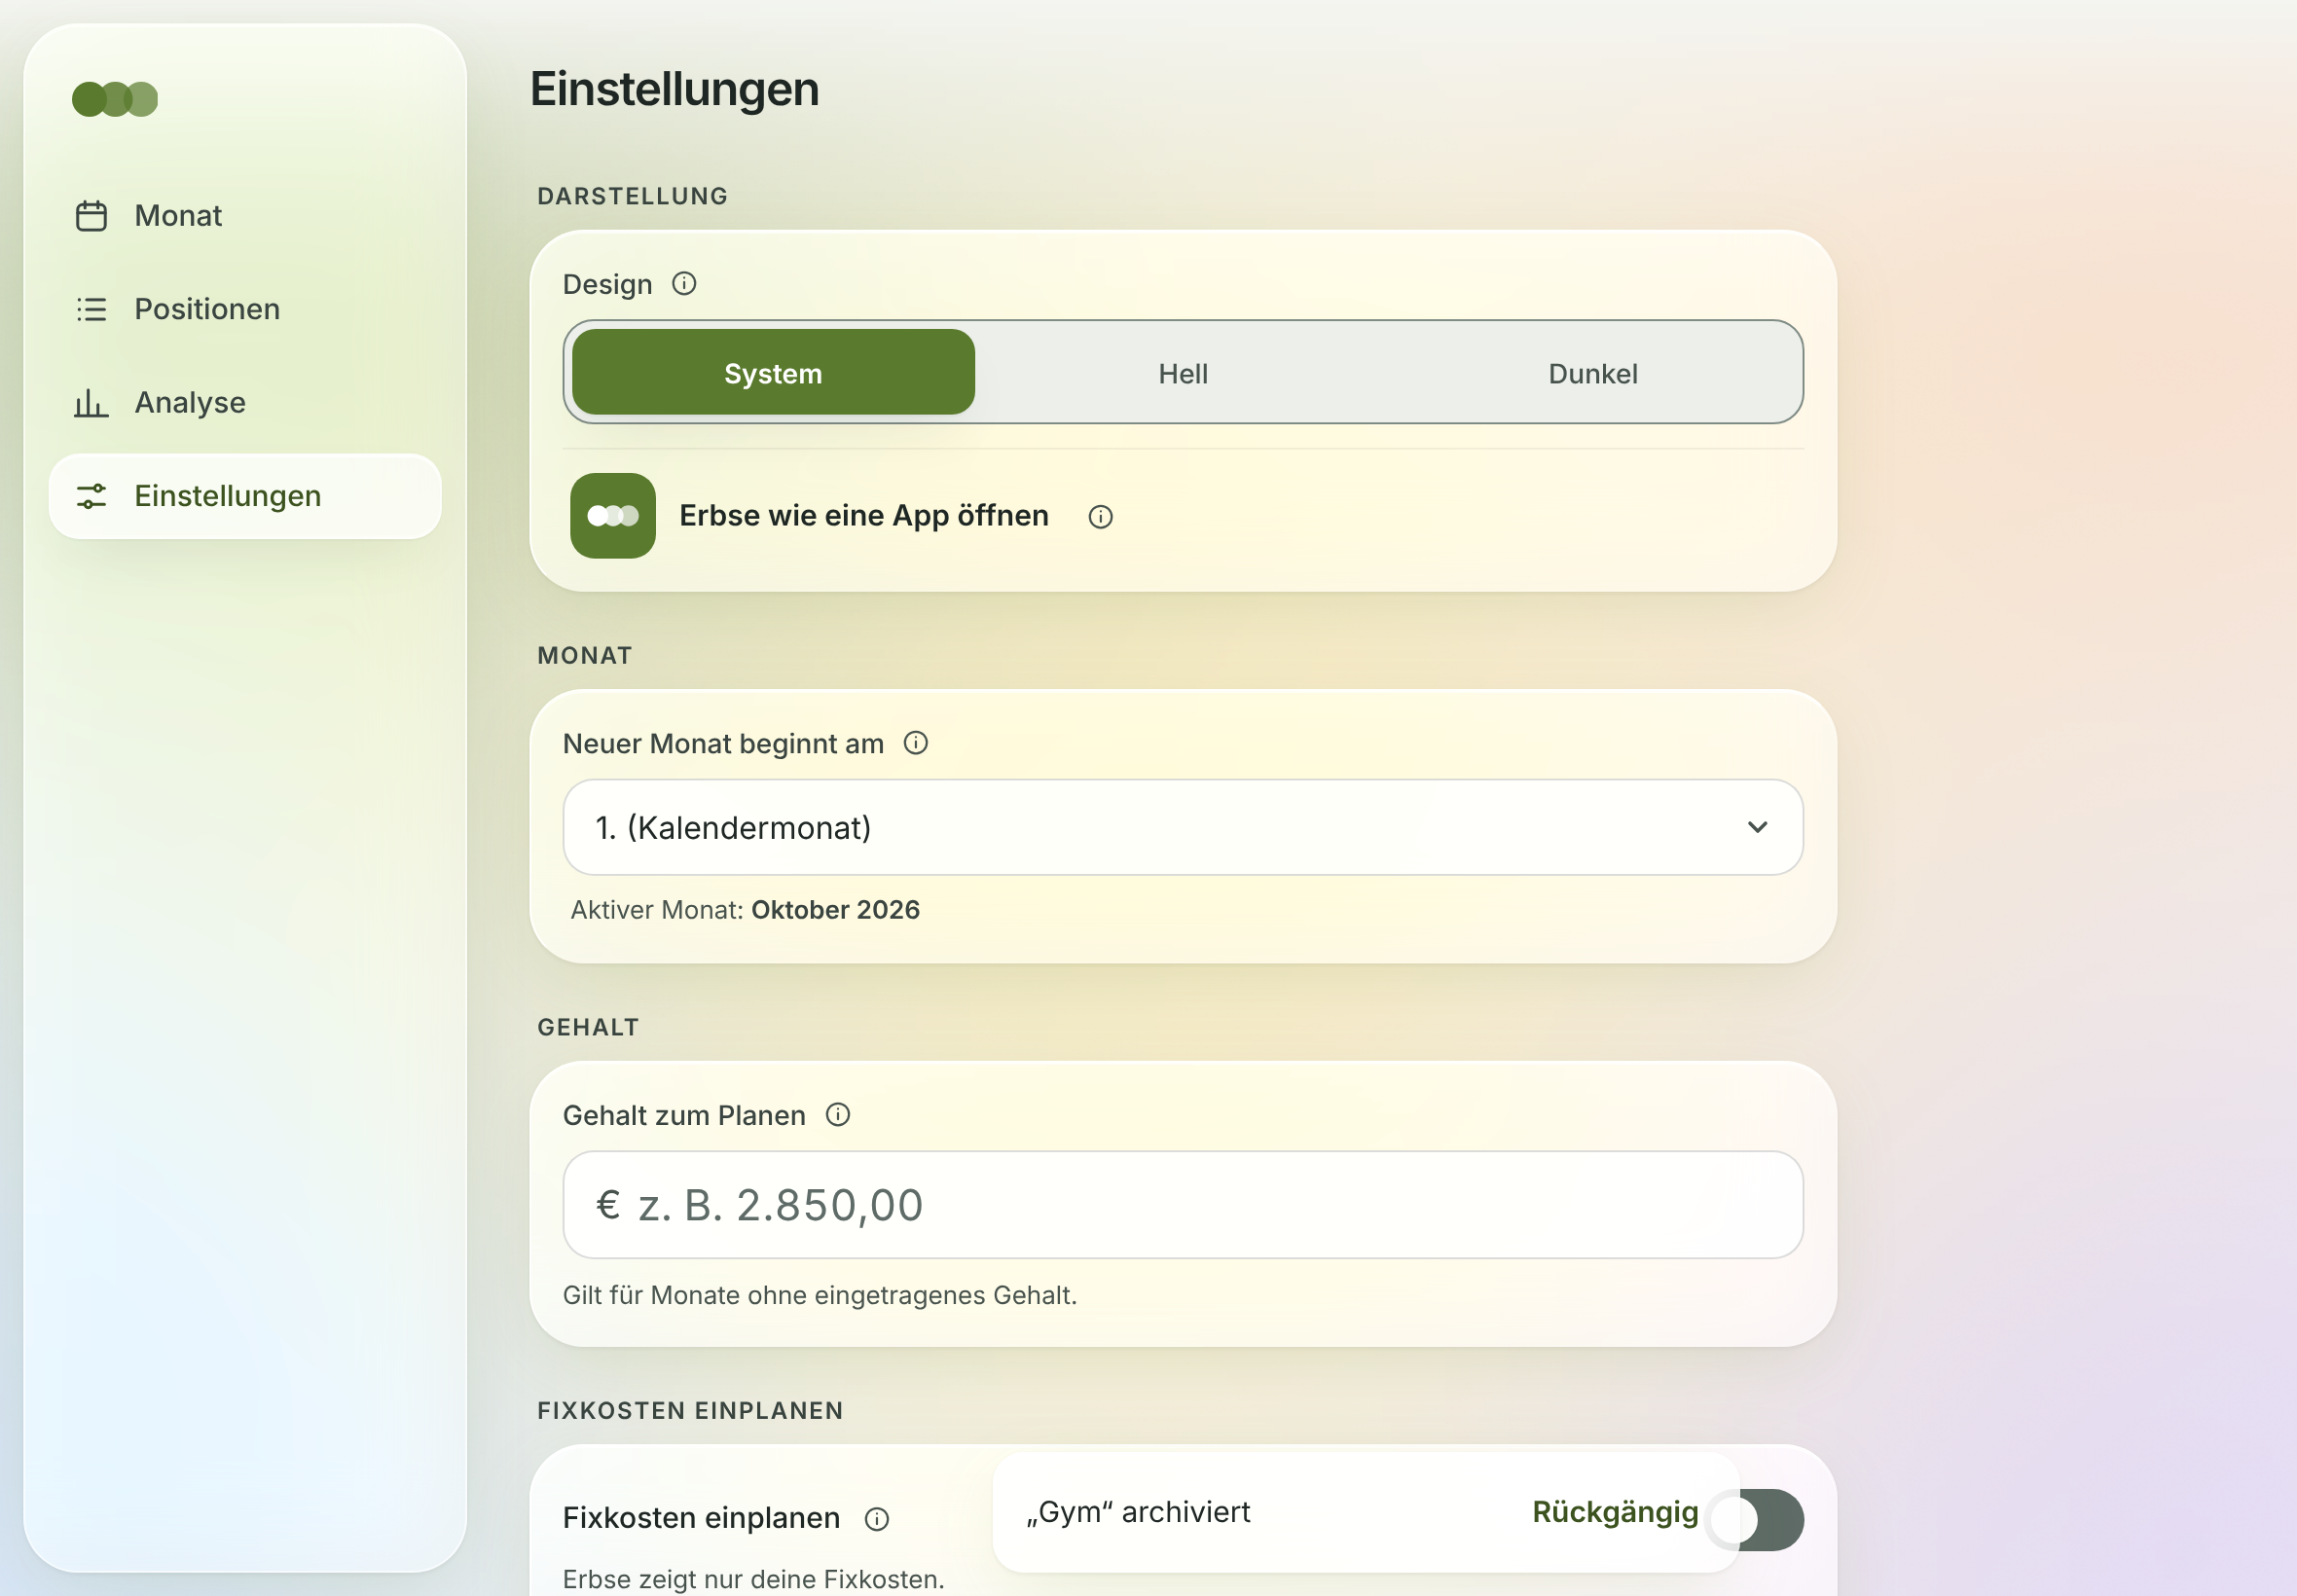 Einstellungen
Monat
Positionen
Analyse
Einstellungen
DARSTELLUNG
Design
System
Hell
Dunkel
Erbse wie eine App öffnen
MONAT
Neuer Monat beginnt am
1. (Kalendermonat)
Aktiver Monat: Oktober 2026
GEHALT
Gehalt zum Planen
€ z. B. 2.850,00
Gilt für Monate ohne eingetragenes Gehalt.
FIXKOSTEN EINPLANEN
Fixkosten einplanen
„Gym“ archiviert
Rückgängig
Erbse zeigt nur deine Fixkosten.